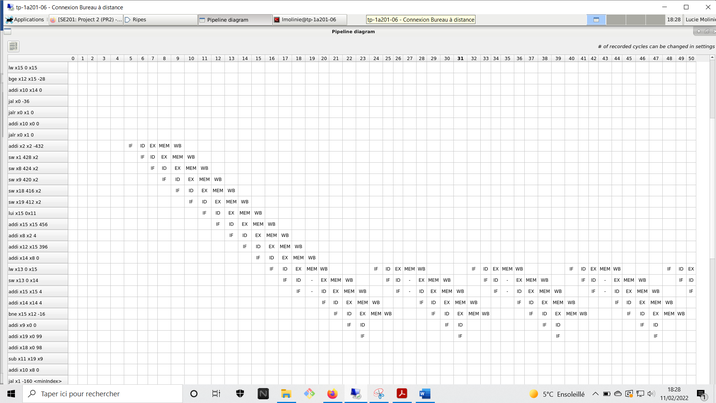 tp-1a201-06 - Connexion Bureau à distance
Applications
[SE201: Project 2 (PR2) -...
Ripes
Pipeline diagram
lmolinie@tp-1a201-06
tp-1a201-06 - Connexion Bureau à distance
18:28
Pipeline diagram
# of recorded cycles can be changed in settings
0 1 2 3 4 5 6 7 8 9 10 11 12 13 14 15 16 17 18 19 20 21 22 23 24 25 26 27 28 29 30 31 32 33 34 35 36 37 38 39 40 41 42 43 44 45 46 47 48 49 50
lw x15 0 x15
bge x12 x15 -28
addi x10 x14 0
jal x0 -36
jalr x0 x1 0
addi x10 x0 0
jalr x0 x1 0
addi x2 x2 -432 IF ID EX MEM WB
sw x1 428 x2 IF ID EX MEM WB
sw x8 424 x2 IF ID EX MEM WB
sw x9 420 x2 IF ID EX MEM WB
sw x18 416 x2 IF ID EX MEM WB
sw x19 412 x2 IF ID EX MEM WB
lui x15 0x11 IF ID EX MEM WB
addi x15 x15 456 IF ID EX MEM WB
addi x8 x2 4 IF ID EX MEM WB
addi x12 x15 396 IF ID EX MEM WB
addi x14 x8 0 IF ID EX MEM WB
lw x13 0 x15 IF ID EX MEM WB IF ID EX MEM WB IF ID EX MEM WB IF ID EX MEM WB IF ID EX
sw x13 0 x14 IF ID - EX MEM WB IF ID - EX MEM WB IF ID - EX MEM WB IF ID - EX MEM WB IF ID
addi x15 x15 4 IF - ID EX MEM WB IF - ID EX MEM WB IF - ID EX MEM WB IF - ID EX MEM WB IF
addi x14 x14 4 IF ID EX MEM WB IF ID EX MEM WB IF ID EX MEM WB IF ID EX MEM WB
bne x15 x12 -16 IF ID EX MEM WB IF ID EX MEM WB IF ID EX MEM WB IF ID EX MEM WB
addi x9 x0 0 IF ID IF ID IF ID IF ID
addi x19 x0 99 IF IF IF IF
addi x18 x0 98
sub x11 x19 x9
addi x10 x8 0
jal x1 -160 <minIndex>
Taper ici pour rechercher
5°C Ensoleillé
18:28
11/02/2022